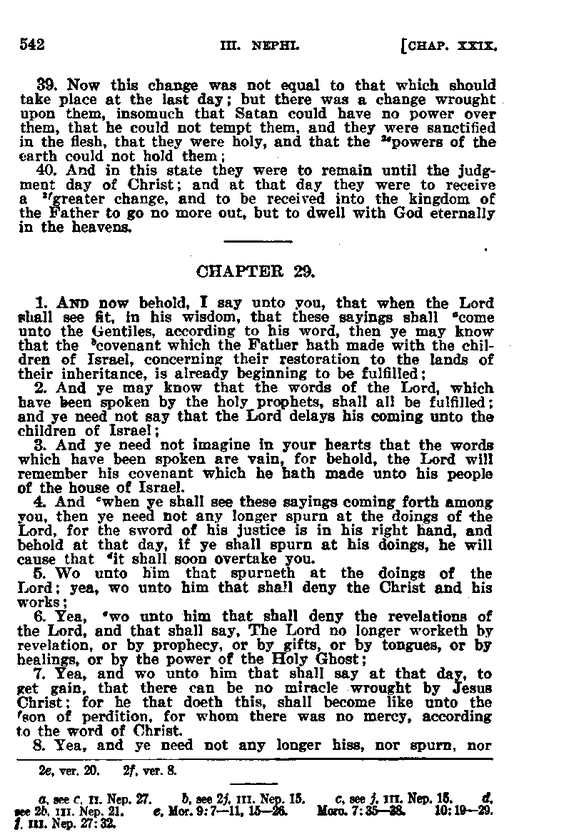 542 III. NEPHI. [CHAP. XXIX.
39. Now this change was not equal to that which should
take place at the last day; but there was a change wrought
upon them, insomuch that Satan could have no power over
them, that he could not tempt them, and they were sanctified
in the flesh, that they were holy, and that the 2epowers of the
earth could not hold them;
40. And in this state they were to remain until the judg-
ment day of Christ; and at that day they were to receive
a 2fgreater change, and to be received into the kingdom of
the Father to go no more out, but to dwell with God eternally
in the heavens.
CHAPTER 29.
1. AND now behold, I say unto you, that when the Lord
shall see fit, in his wisdom, that these sayings shall acome
unto the Gentiles, according to his word, then ye may know
that the bcovenant which the Father hath made with the chil-
dren of Israel, concerning their restoration to the lands of
their inheritance, is already beginning to be fulfilled;
2. And ye may know that the words of the Lord, which
have been spoken by the holy prophets, shall all be fulfilled;
and ye need not say that the Lord delays his coming unto the
children of Israel;
3. And ye need not imagine in your hearts that the words
which have been spoken are vain, for behold, the Lord will
remember his covenant which he hath made unto his people
of the house of Israel.
4. And cwhen ye shall see these sayings coming forth among
you, then ye need not any longer spurn at the doings of the
Lord, for the sword of his justice is in his right hand, and
behold at that day, if ye shall spurn at his doings, he will
cause that dit shall soon overtake you.
5. Wo unto him that spurneth at the doings of the
Lord; yea, wo unto him that shall deny the Christ and his
works;
6. Yea, ewo unto him that shall deny the revelations of
the Lord, and that shall say, The Lord no longer worketh by
revelation, or by prophecy, or by gifts, or by tongues, or by
healings, or by the power of the Holy Ghost;
7. Yea, and wo unto him that shall say at that day, to
get gain, that there can be no miracle wrought by Jesus
Christ; for he that doeth this, shall become like unto the
fson of perdition, for whom there was no mercy, according
to the word of Christ.
8. Yea, and ye need not any longer hiss, nor spurn, nor
2e, ver. 20. 2f, ver. 8.
a, see c, II. Nep. 27. b, see 2j, III. Nep. 15. c, see j, III. Nep. 16. d,
see 2b, III. Nep. 21. e, Mor. 9:7—11, 15—26. Moro. 7:35—38. 10:19—29.
f, III. Nep. 27:32.